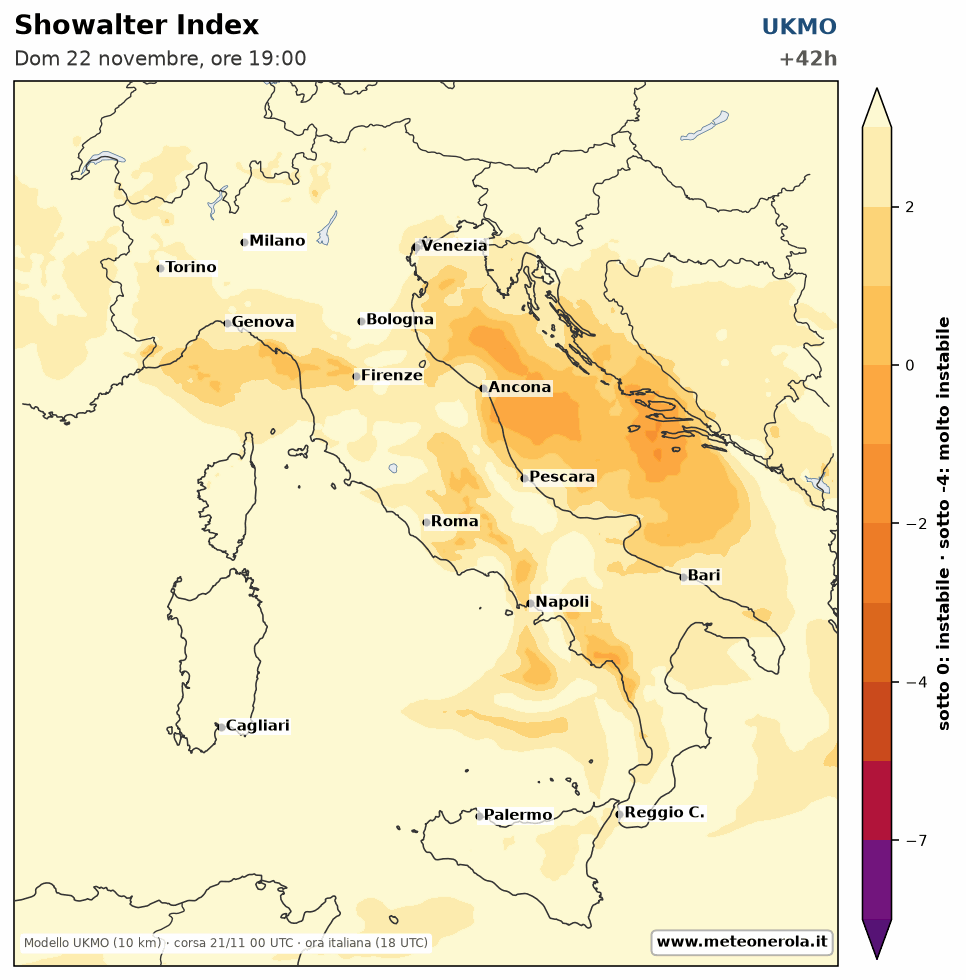 Showalter Index
UKMO
Dom 22 novembre, ore 19:00
+42h
Venezia
Milano
Torino
Genova
Bologna
Firenze
Ancona
Pescara
Roma
Bari
Napoli
Cagliari
Palermo
Reggio C.
2
0
−2
−4
−7
sotto 0: instabile · sotto -4: molto instabile
Modello UKMO (10 km) · corsa 21/11 00 UTC · ora italiana (18 UTC)
www.meteonerola.it